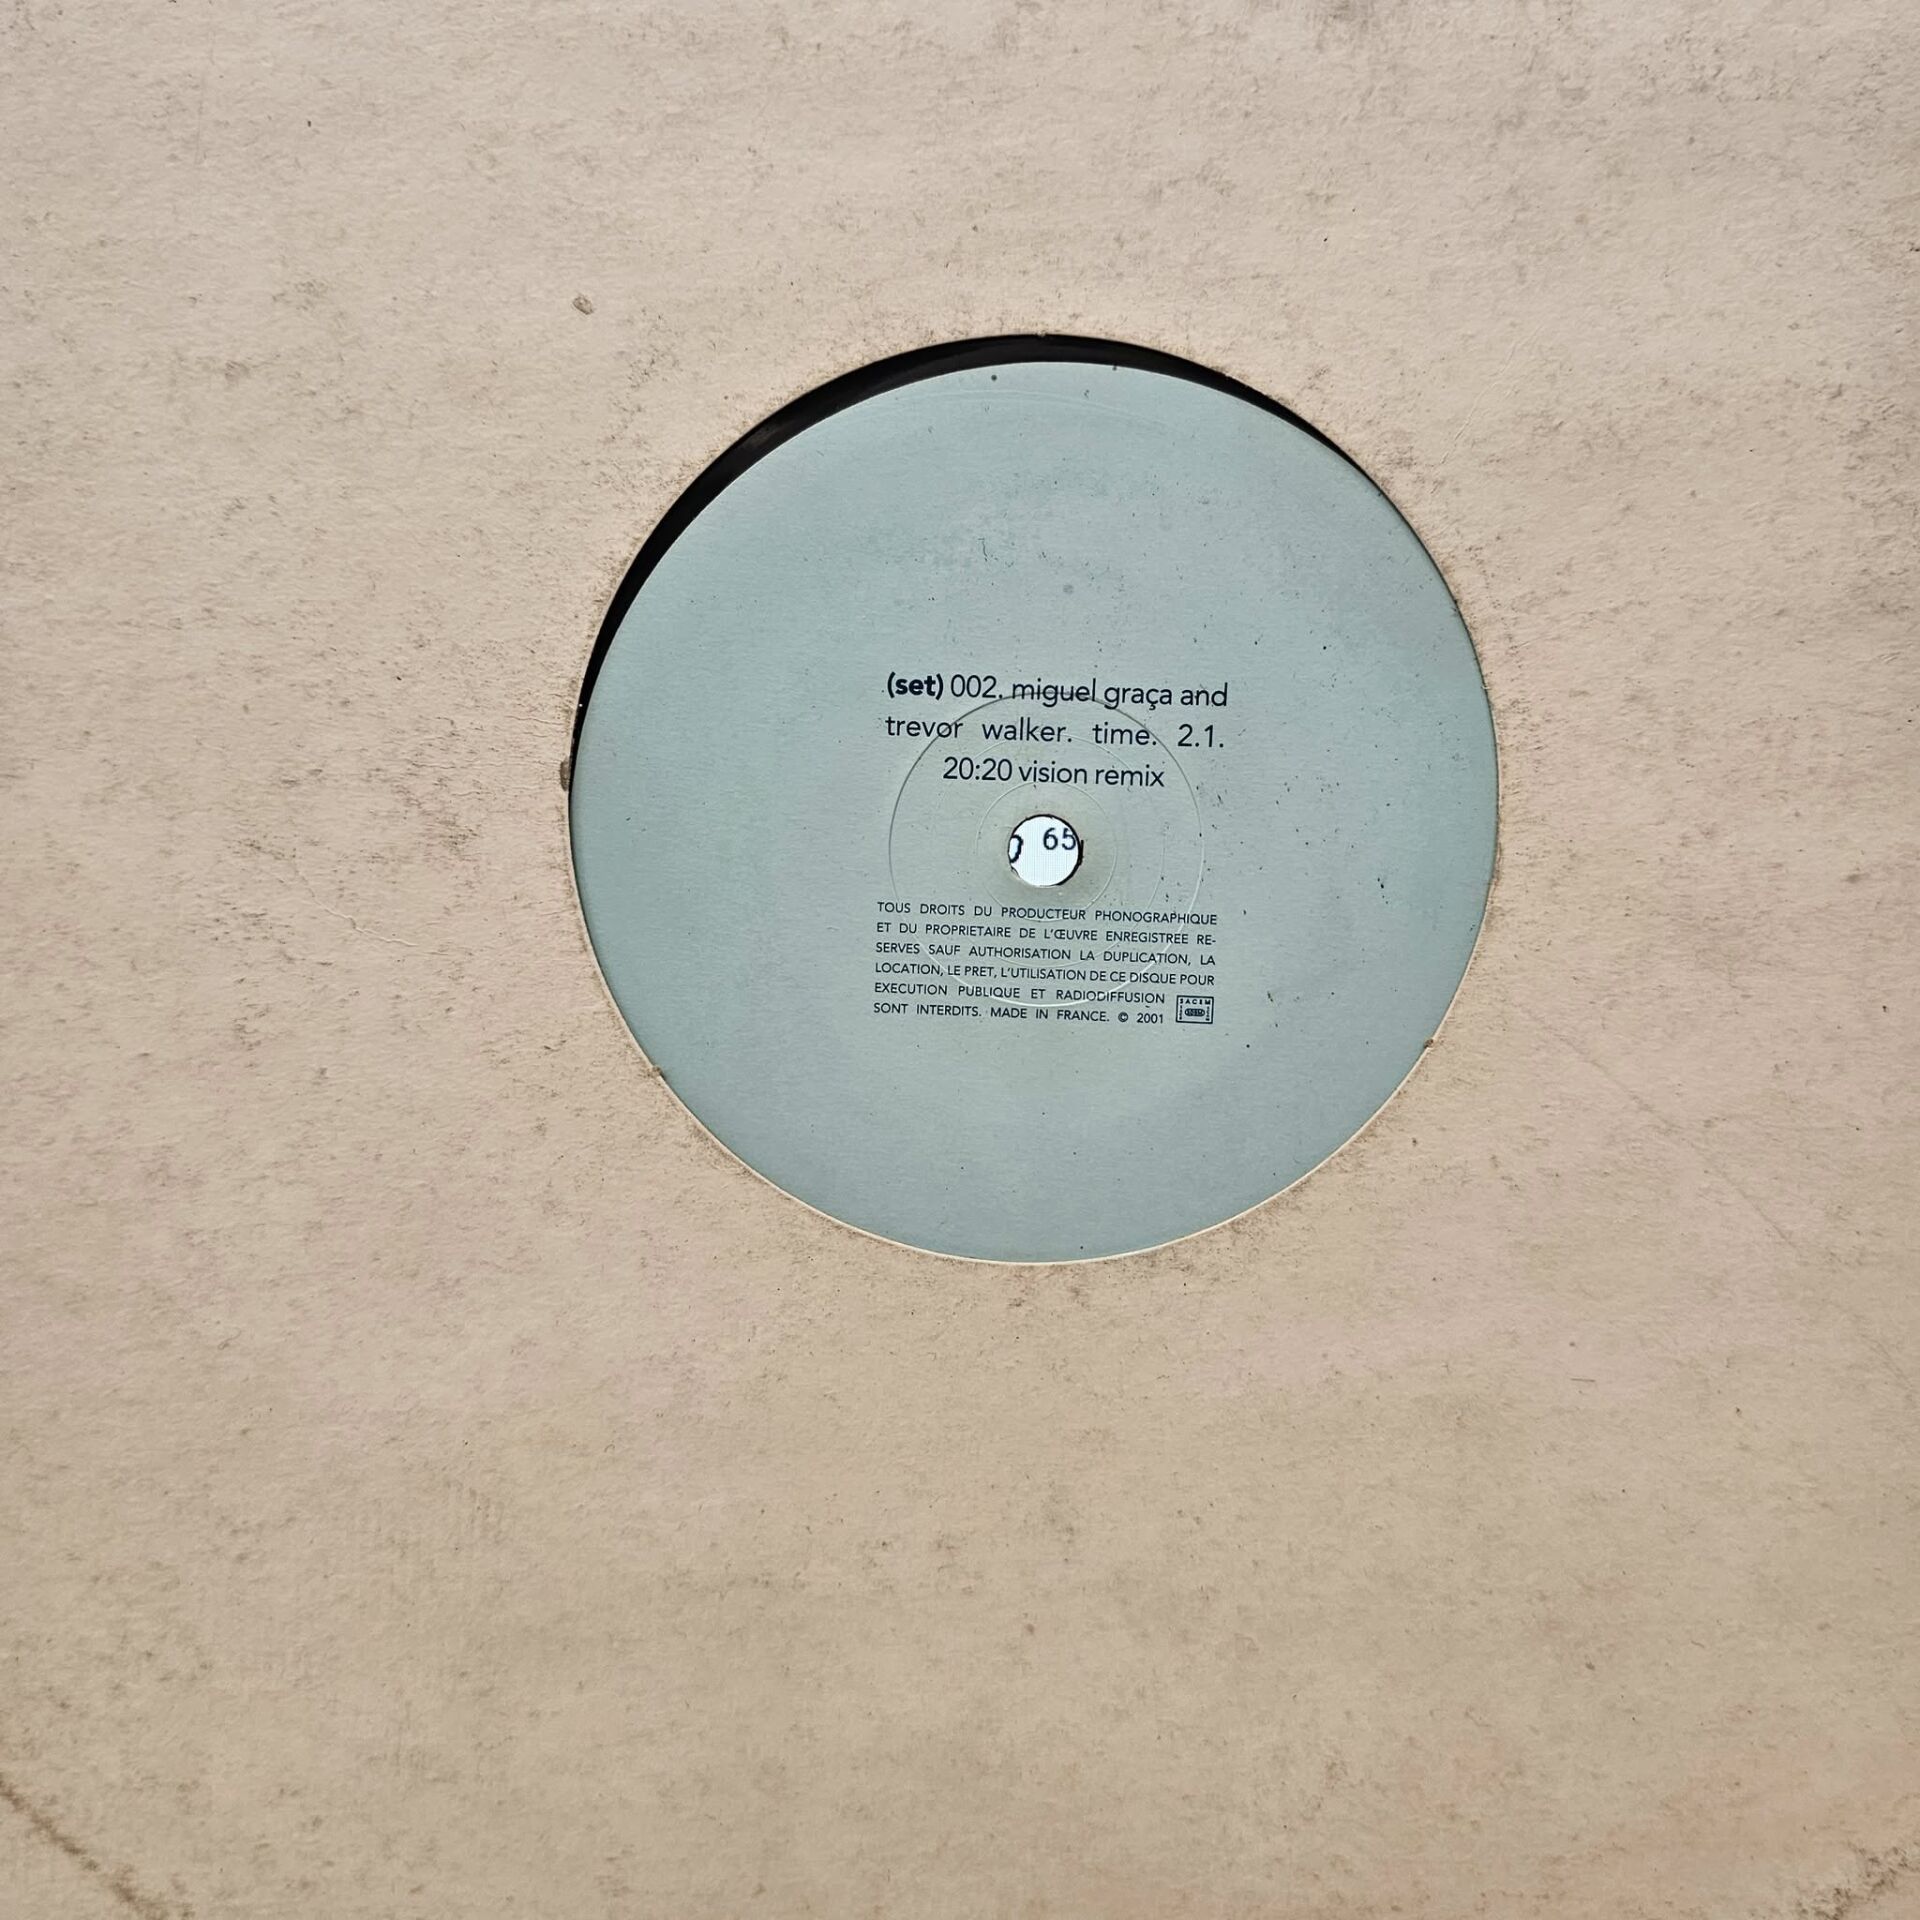 (set) 002. miguel graça and
trevor walker. time. 2.1.
20:20 vision remix
65
TOUS DROITS DU PRODUCTEUR PHONOGRAPHIQUE
ET DU PROPRIETAIRE DE L'ŒUVRE ENREGISTREE RE-
SERVES SAUF AUTHORISATION LA DUPLICATION, LA
LOCATION, LE PRET, L'UTILISATION DE CE DISQUE POUR
EXECUTION PUBLIQUE ET RADIODIFFUSION
SONT INTERDITS. MADE IN FRANCE. © 2001
SACEM